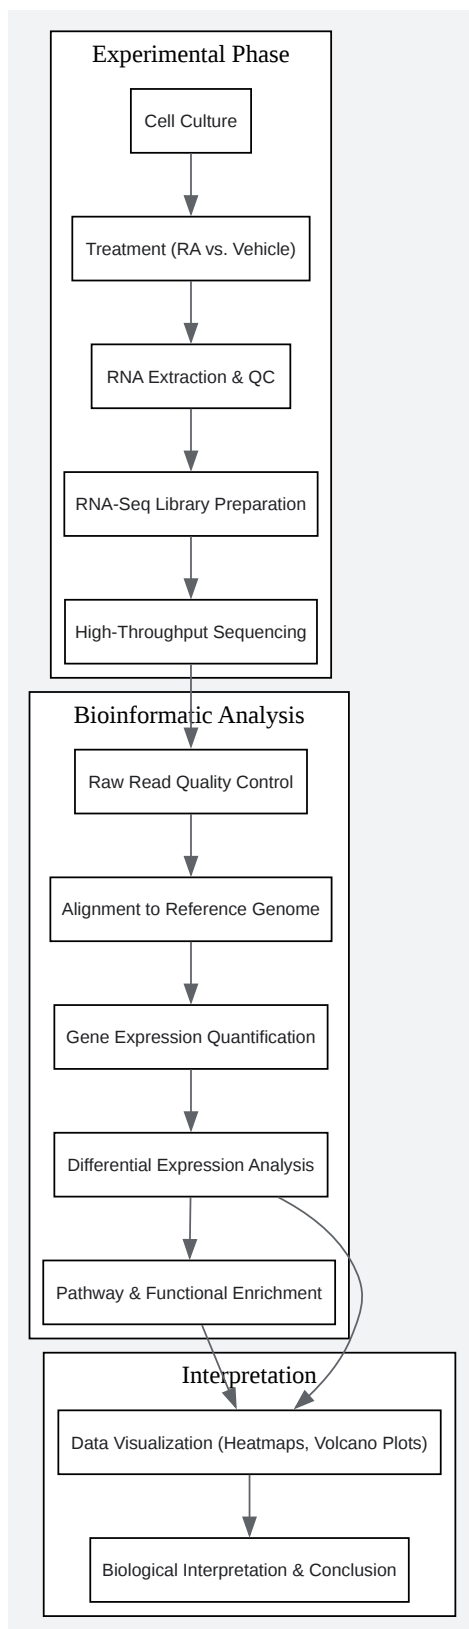 Experimental Phase
Cell Culture
Treatment (RA vs. Vehicle)
RNA Extraction & QC
RNA-Seq Library Preparation
High-Throughput Sequencing
Bioinformatic Analysis
Raw Read Quality Control
Alignment to Reference Genome
Gene Expression Quantification
Differential Expression Analysis
Pathway & Functional Enrichment
Interpretation
Data Visualization (Heatmaps, Volcano Plots)
Biological Interpretation & Conclusion